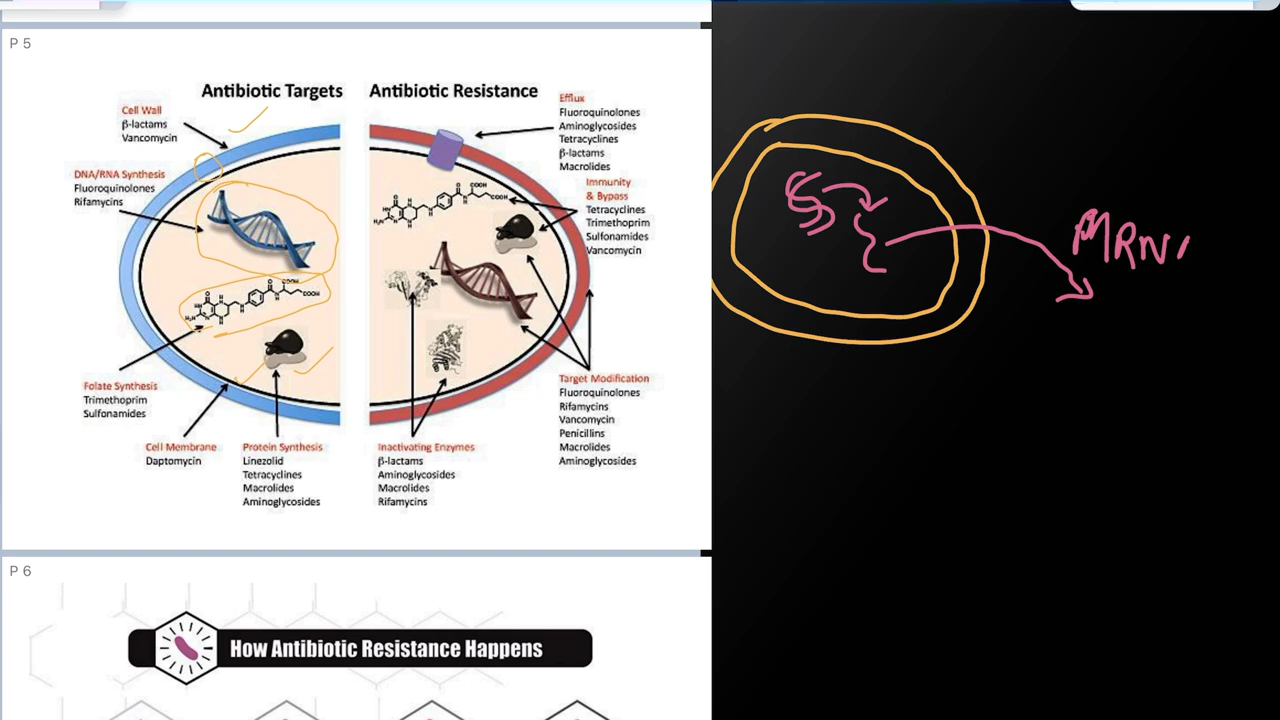 P 5
Antibiotic Targets
Antibiotic Resistance
Cell Wall
β-lactams
Vancomycin
DNA/RNA Synthesis
Fluoroquinolones
Rifamycins
Folate Synthesis
Trimethoprim
Sulfonamides
Cell Membrane
Daptomycin
Protein Synthesis
Linezolid
Tetracyclines
Macrolides
Aminoglycosides
Efflux
Fluoroquinolones
Aminoglycosides
Tetracyclines
β-lactams
Macrolides
Immunity
& Bypass
Tetracyclines
Trimethoprim
Sulfonamides
Vancomycin
Target Modification
Fluoroquinolones
Rifamycins
Vancomycin
Penicillins
Macrolides
Aminoglycosides
Inactivating Enzymes
β-lactams
Aminoglycosides
Macrolides
Rifamycins
P 6
How Antibiotic Resistance Happens